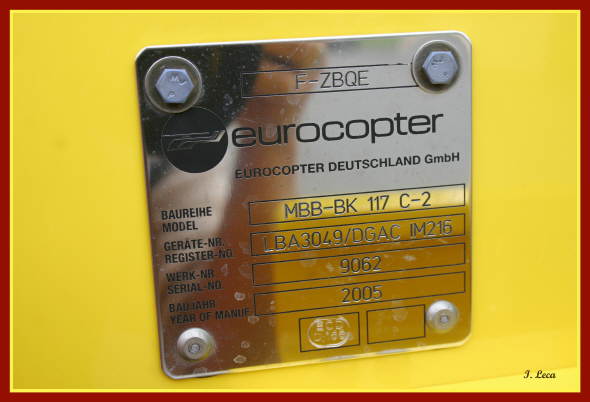 F-ZBQE
eurocopter
EUROCOPTER DEUTSCHLAND GmbH
BAUREIHE
MODEL
MBB-BK 117 C-2
GERÄTE-NR.
REGISTER-NO.
LBA3049/DGAC IM216
WERK-NR
SERIAL-NO.
9062
BAUJAHR
YEAR OF MANUF.
2005
I. Leca